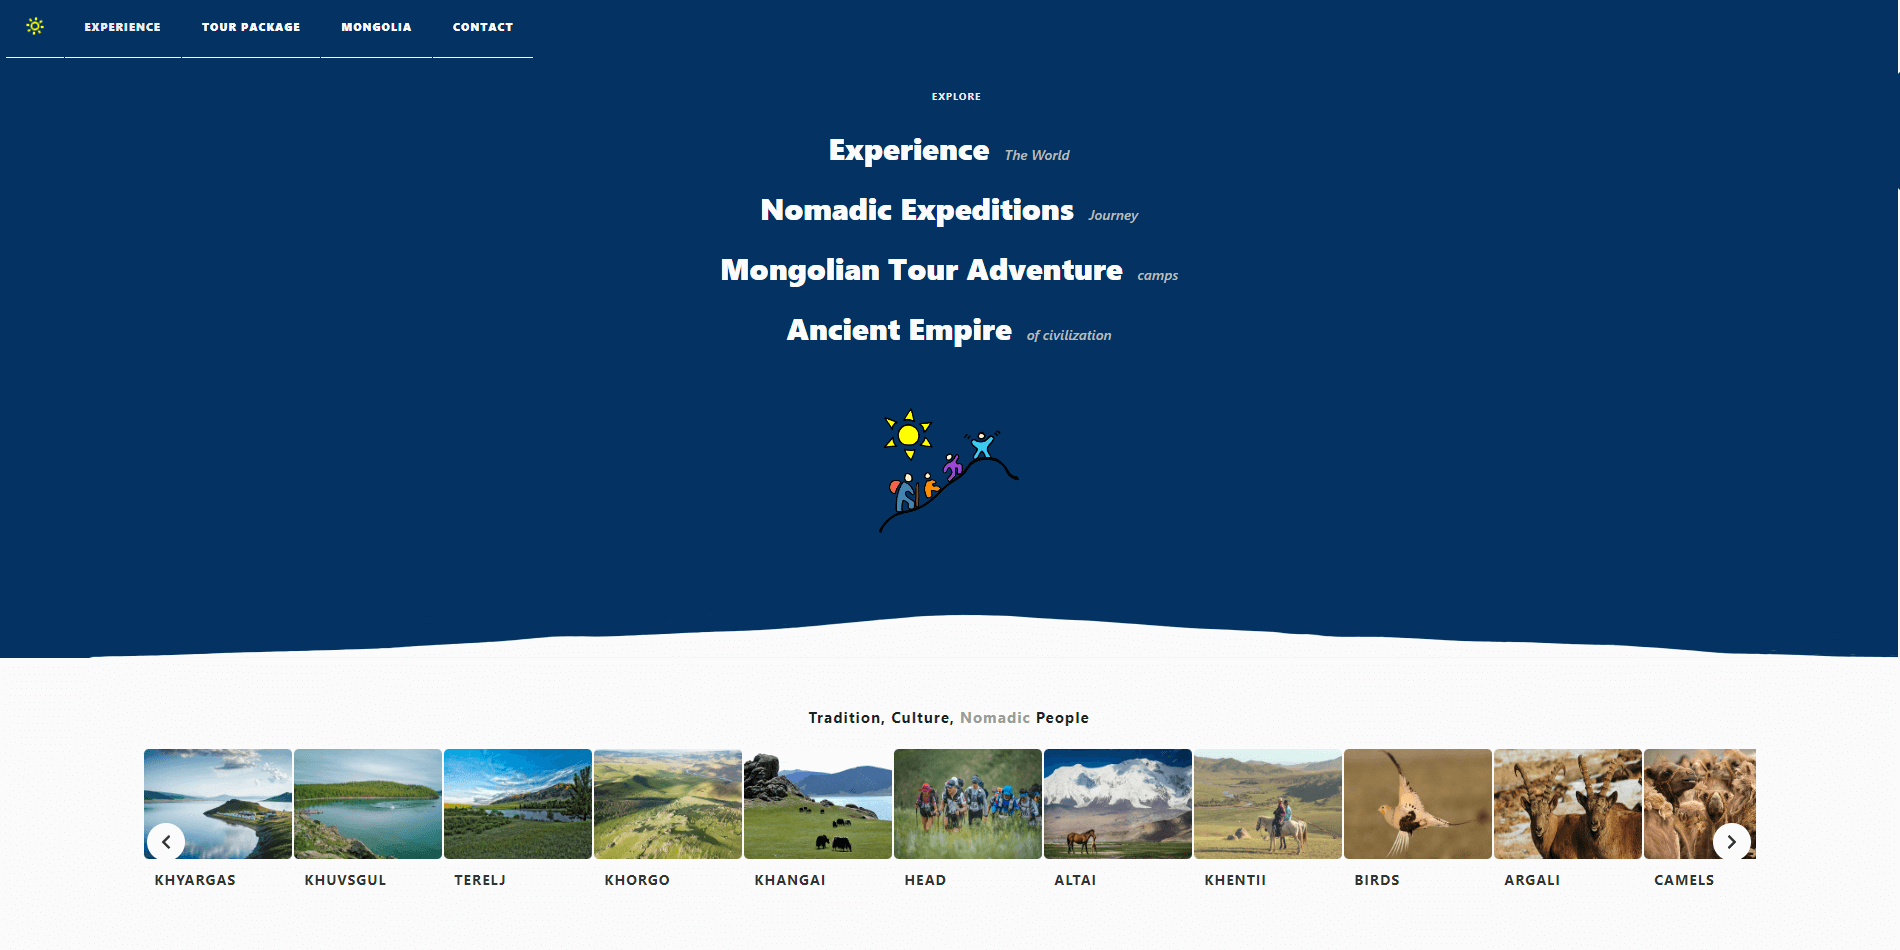 EXPERIENCE TOUR PACKAGE MONGOLIA CONTACT
EXPLORE
Experience The World
Nomadic Expeditions Journey
Mongolian Tour Adventure camps
Ancient Empire of civilization
Tradition, Culture, Nomadic People
KHYARGAS KHUVSGUL TERELJ KHORGO KHANGAI HEAD ALTAI KHENTII BIRDS ARGALI CAMELS